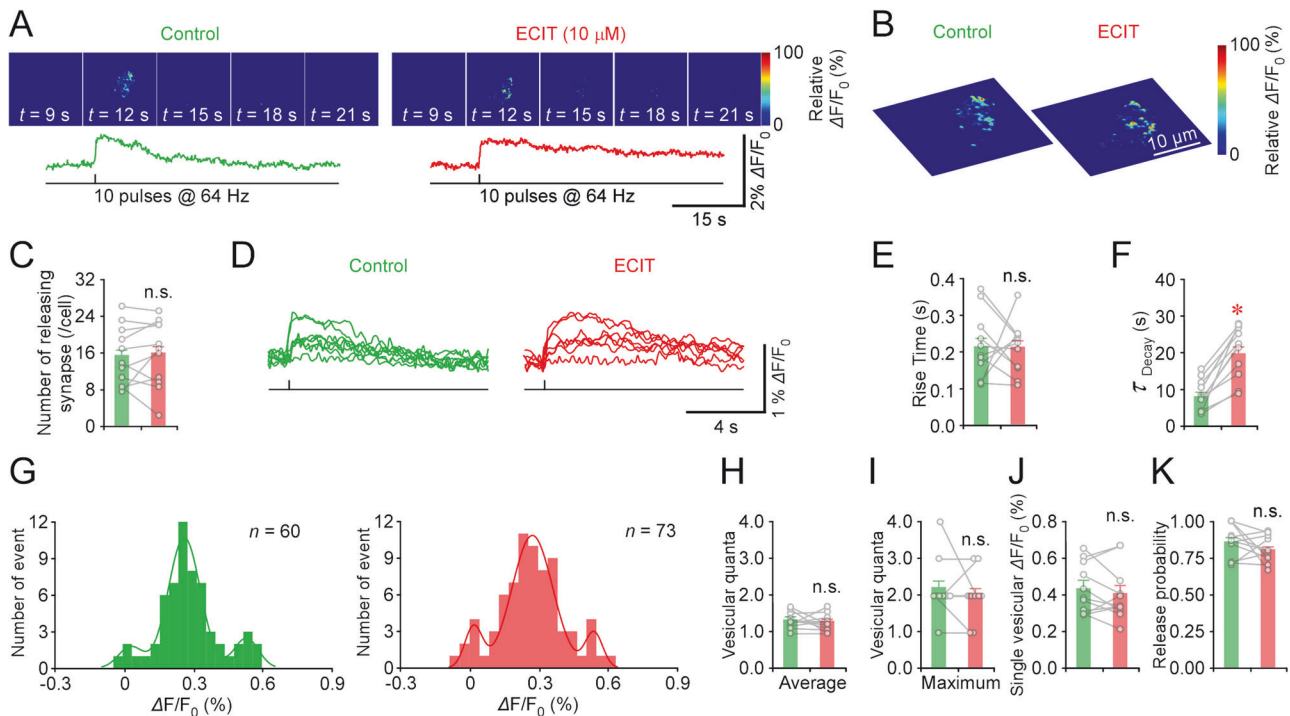 A
Control
ECIT (10 μM)
100
0
Relative
ΔF/F0 (%)
t = 9 s
t = 12 s
t = 15 s
t = 18 s
t = 21 s
t = 9 s
t = 12 s
t = 15 s
t = 18 s
t = 21 s
10 pulses @ 64 Hz
10 pulses @ 64 Hz
2% ΔF/F0
15 s
B
Control
ECIT
10 μm
100
0
Relative ΔF/F0 (%)
C
Number of releasing
synapse (/cell)
32
24
16
8
0
n.s.
D
Control
ECIT
1 % ΔF/F0
4 s
E
Rise Time (s)
0.4
0.3
0.2
0.1
0.0
n.s.
F
τ Decay (s)
40
30
20
10
0
*
G
Number of event
12
9
6
3
0
n = 60
-0.3
0
0.3
0.6
0.9
ΔF/F0 (%)
Number of event
12
9
6
3
0
n = 73
-0.3
0
0.3
0.6
0.9
ΔF/F0 (%)
H
Vesicular quanta
4.0
3.0
2.0
1.0
0.0
n.s.
Average
I
Vesicular quanta
4.0
3.0
2.0
1.0
0.0
n.s.
Maximum
J
Single vesicular ΔF/F0 (%)
0.8
0.6
0.4
0.2
0.0
n.s.
K
Release probability
1.00
0.75
0.50
0.25
0.00
n.s.